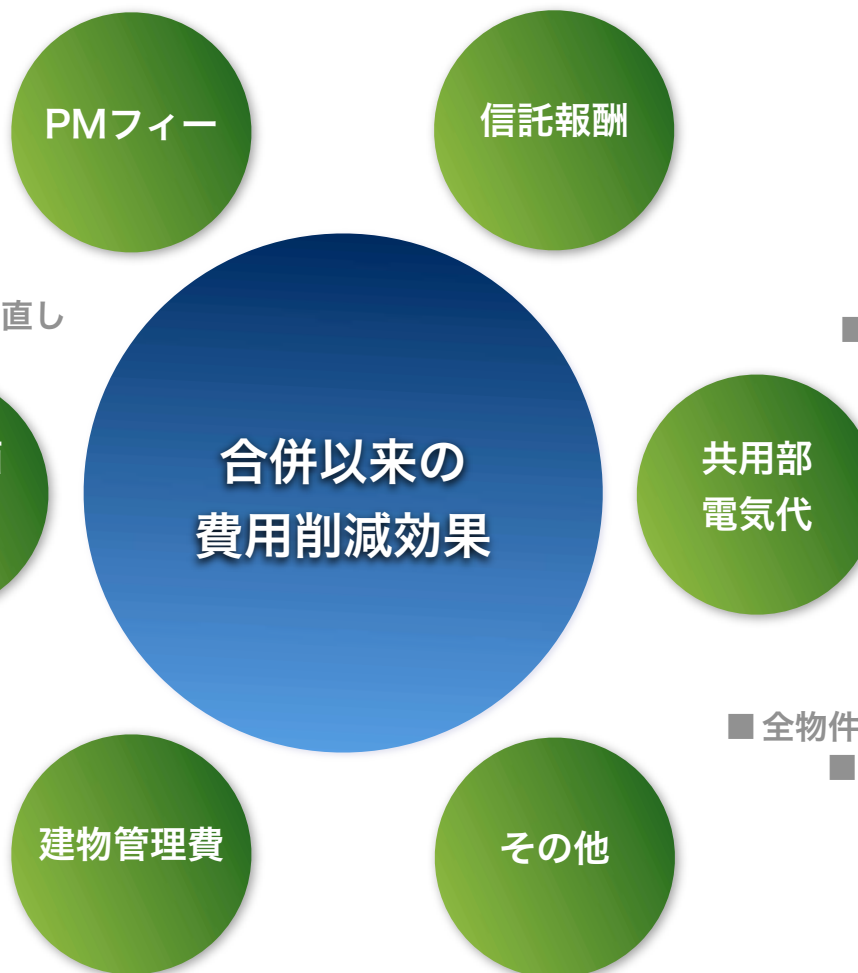 PMフィー
信託報酬
直し
合併以来の
費用削減効果
共用部
電気代
■ 全物件
■
建物管理費
その他